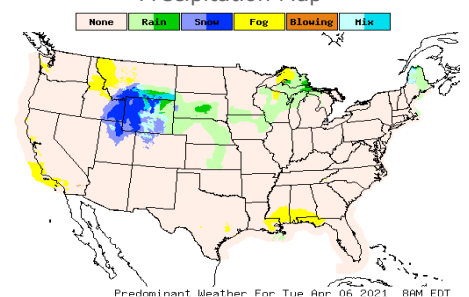 Precipitation Map
None Rain Snow Fog Blowing Mix
Predominant Weather For Tue Apr 06 2021 8AM EDT